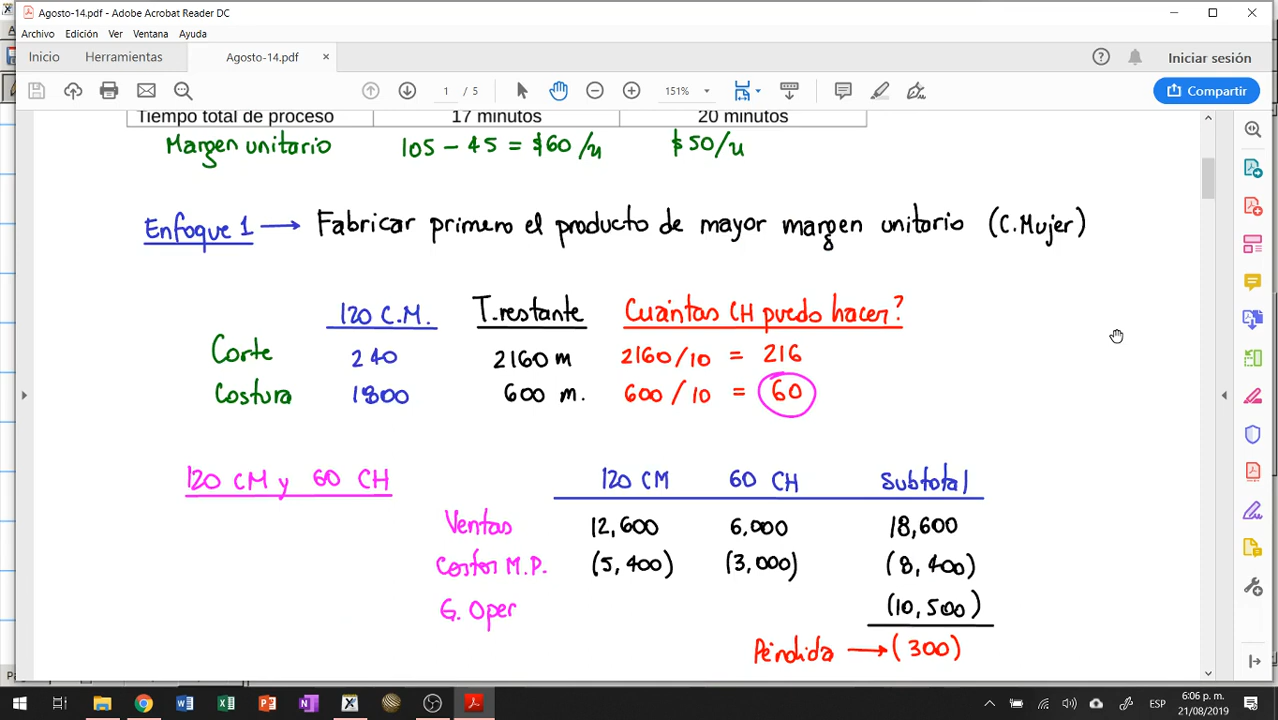 Agosto-14.pdf - Adobe Acrobat Reader DC
Archivo Edición Ver Ventana Ayuda
Inicio Herramientas Agosto-14.pdf × Iniciar sesión
1 / 5 151% Compartir
Tiempo total de proceso 17 minutos 20 minutos
Margen unitario 105 - 45 = $60/u $50/u
Enfoque 1 → Fabricar primero el producto de mayor margen unitario (C.Mujer)
120 C.M. T.restante Cuántas CH puedo hacer?
Corte 240 2160 m 2160/10 = 216
Costura 1800 600 m. 600/10 = 60
120 CM y 60 CH 120 CM 60 CH Subtotal
Ventas 12,600 6,000 18,600
Costos M.P. (5,400) (3,000) (8,400)
G. Oper (10,500)
Pérdida → (300)
ESP 6:06 p. m.
21/08/2019